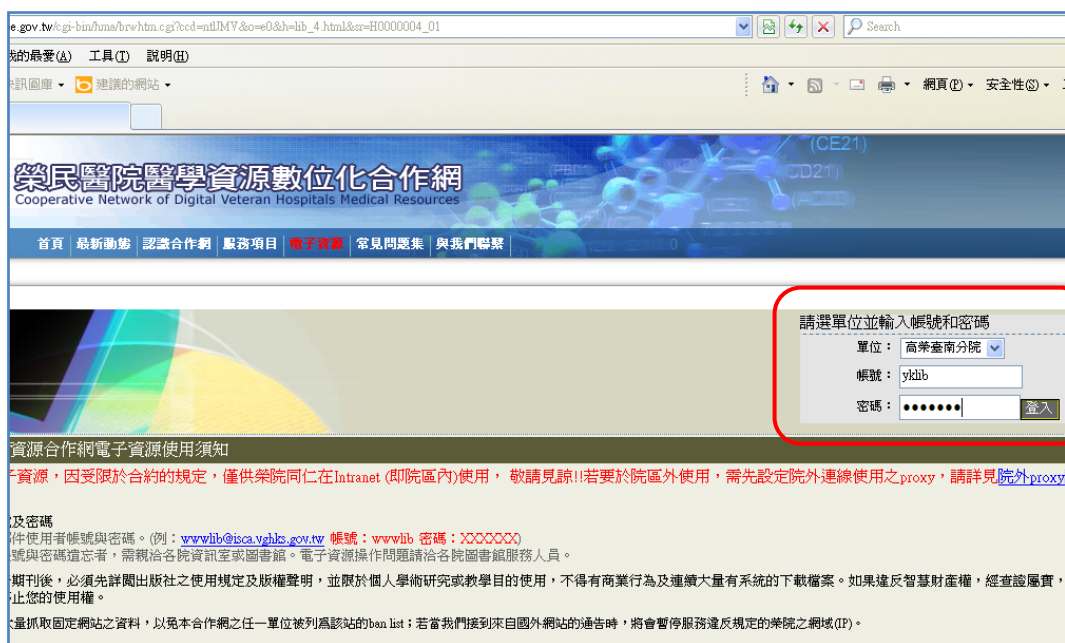 e.gov.tw/cgi-bin/hms/brwhtm.cgi?ccd=ntlJMV&o=e0&h=lib_4.html&sr=H0000004_01
Search
我的最愛(A) 工具(T) 說明(H)
快訊圖庫 建議的網站
網頁(P) 安全性(S)
(CE21)
CD21)
榮民醫院醫學資源數位化合作網
Cooperative Network of Digital Veteran Hospitals Medical Resources
首頁 最新動態 認識合作網 服務項目 電子資源 常見問題集 與我們聯繫
請選單位並輸入帳號和密碼
單位： 高榮臺南分院
帳號： yklib
密碼： ●●●●●●● 登入
資源合作網電子資源使用須知
子資源，因受限於合約的規定，僅供榮院同仁在Intranet (即院區內)使用， 敬請見諒!!若要於院區外使用，需先設定院外連線使用之proxy，請詳見院外proxy
及密碼
件使用者帳號與密碼。(例：wwwlib@isca.vghks.gov.tw 帳號：wwwlib 密碼：XXXXXX)
號與密碼遺忘者，需親洽各院資訊室或圖書館。電子資源操作問題請洽各院圖書館服務人員。
期刊後，必須先詳閱出版社之使用規定及版權聲明，並限於個人學術研究或教學目的使用，不得有商業行為及連續大量有系統的下載檔案。如果違反智慧財產權，經查證屬實，
止您的使用權。
量抓取固定網站之資料，以免本合作網之任一單位被列為該站的ban list；若當我們接到來自國外網站的通告時，將會暫停服務違反規定的榮院之網域(IP)。